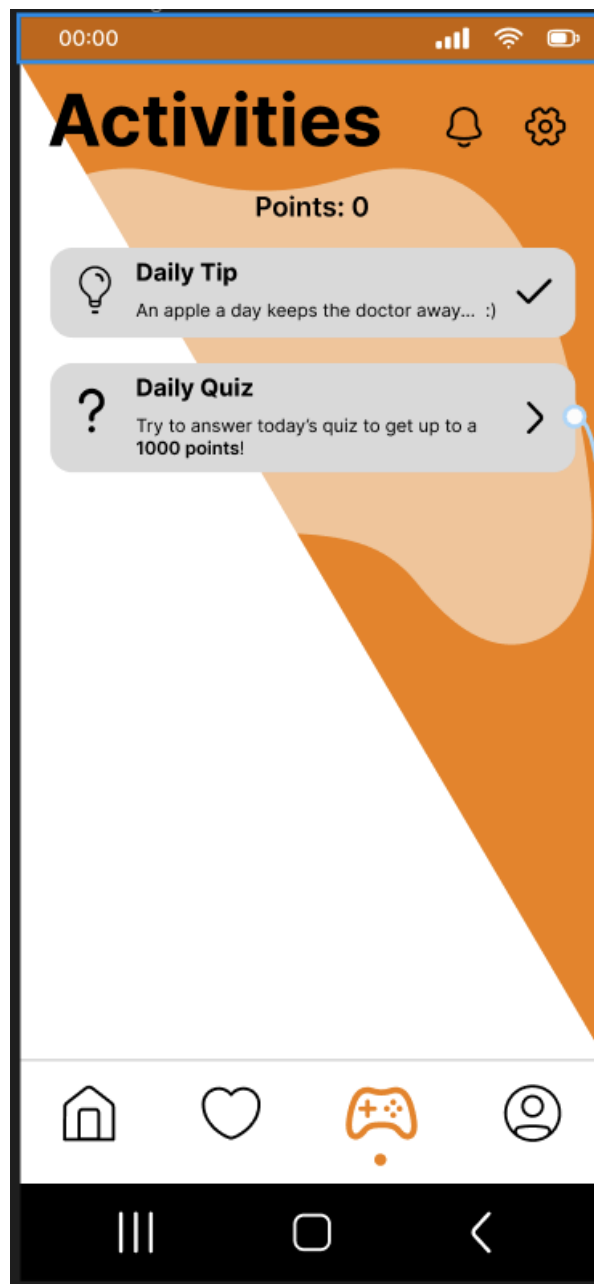 00:00
Activities
Points: 0
Daily Tip
An apple a day keeps the doctor away... :)
Daily Quiz
Try to answer today’s quiz to get up to a
1000 points!